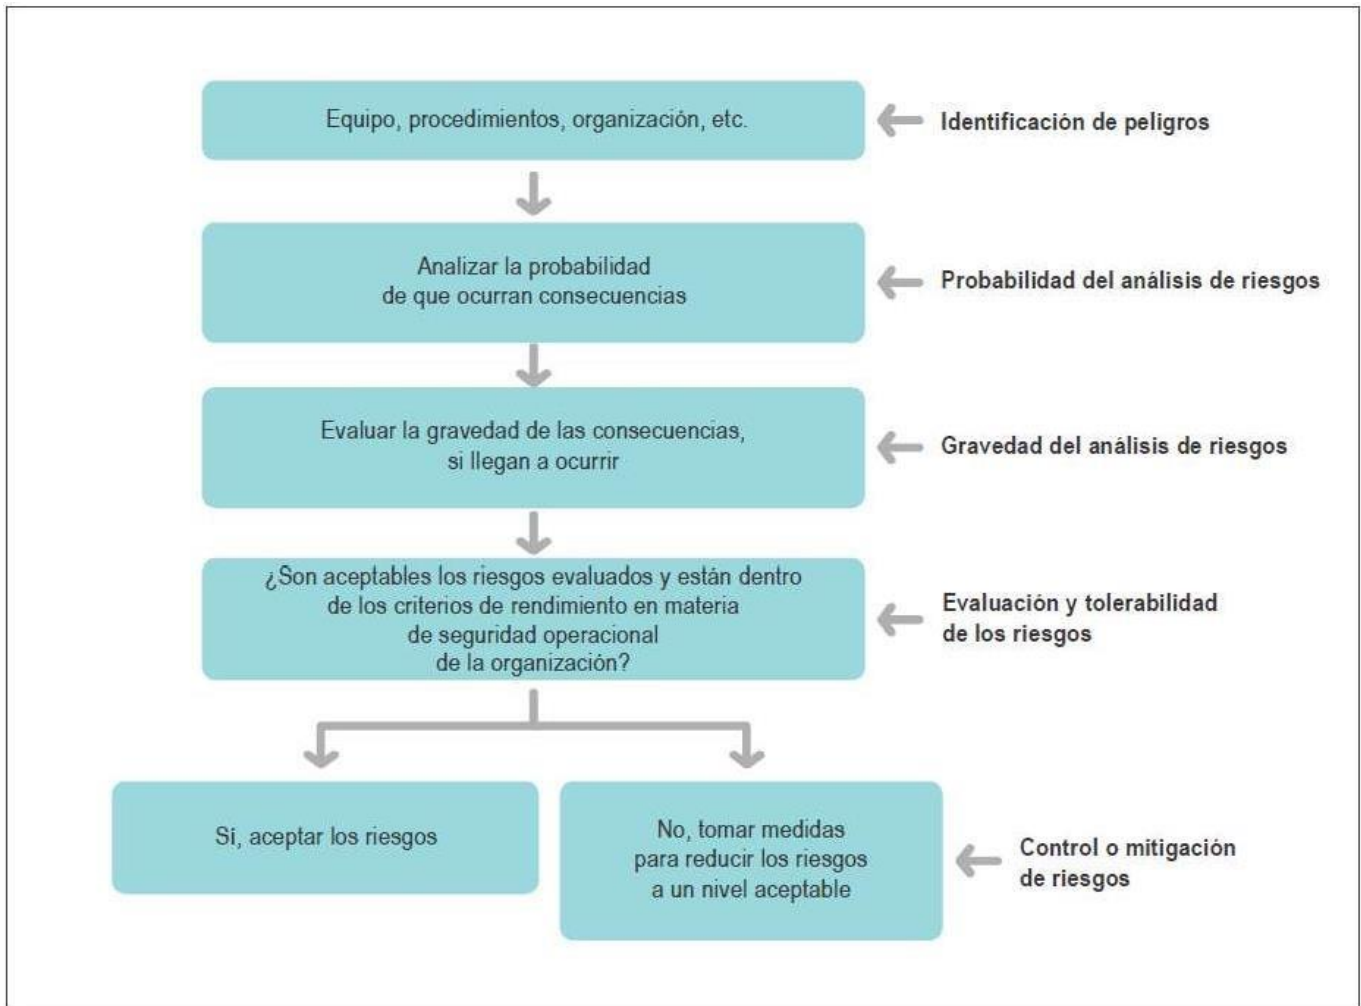 Equipo, procedimientos, organización, etc.
Identificación de peligros
Analizar la probabilidad
de que ocurran consecuencias
Probabilidad del análisis de riesgos
Evaluar la gravedad de las consecuencias,
si llegan a ocurrir
Gravedad del análisis de riesgos
¿Son aceptables los riesgos evaluados y están dentro
de los criterios de rendimiento en materia
de seguridad operacional
de la organización?
Evaluación y tolerabilidad
de los riesgos
Sí, aceptar los riesgos
No, tomar medidas
para reducir los riesgos
a un nivel aceptable
Control o mitigación
de riesgos